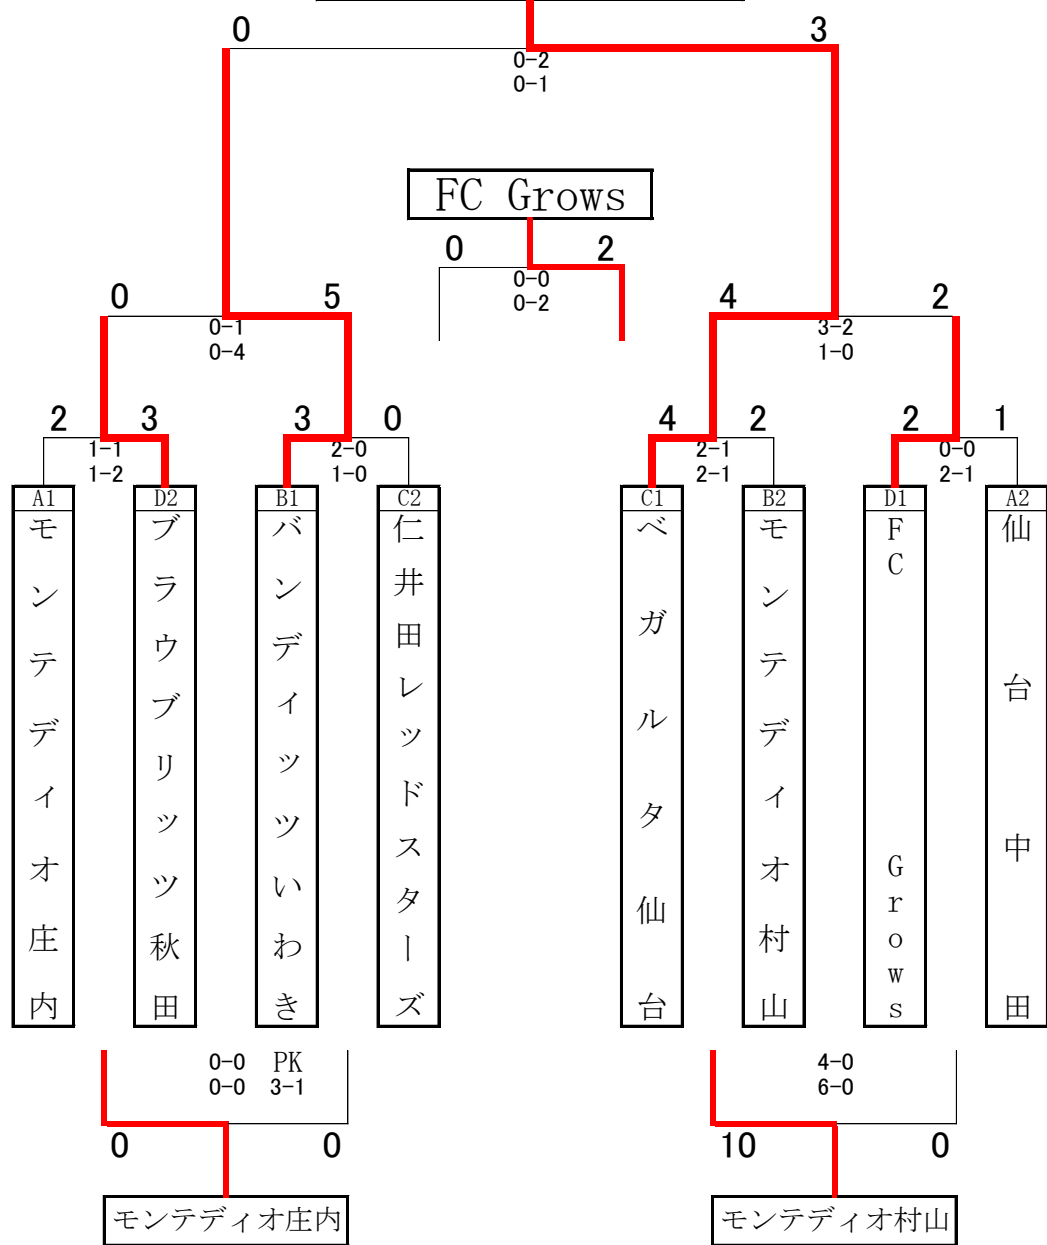 0 3
0-2
0-1
FC Grows
0 2
0-0
0-2
0 5 4 2
0-1 3-2
0-4 1-0
2 3 3 0 4 2 2 1
1-1 2-0 2-1 0-0
1-2 1-0 2-1 2-1
A1 D2 B1 C2 C1 B2 D1 A2
モンテディオ庄内
ブラウブリッツ秋田
バンディッツいわき
仁井田レッドスターズ
ベガルタ仙台
モンテディオ村山
FC Grows
仙台中田
0-0 PK 4-0
0-0 3-1 6-0
0 0 10 0
モンテディオ庄内 モンテディオ村山